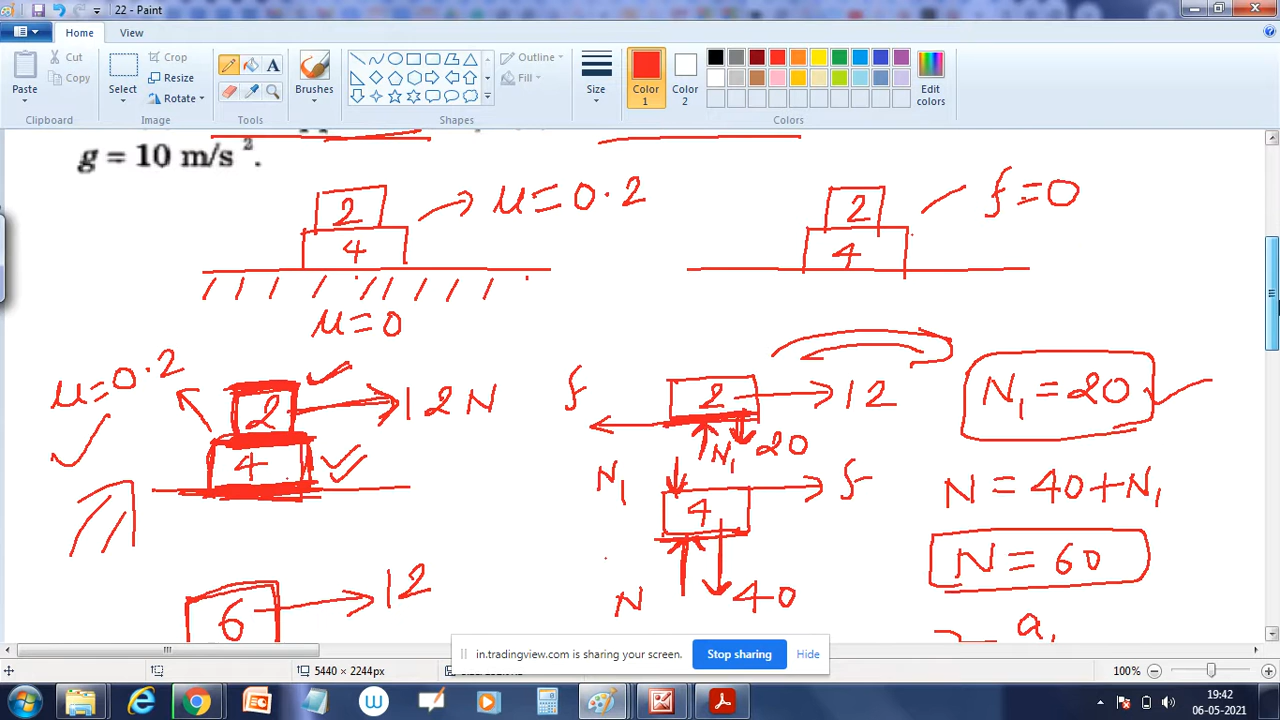 22 - Paint
Home View
Paste
Cut
Copy
Clipboard
Select
Crop
Resize
Rotate
Image
Tools
Brushes
Outline
Fill
Shapes
Size
Color 1
Color 2
Edit colors
Colors
g = 10 m/s ².
2
4
μ = 0.2
μ = 0
2
4
f = 0
μ = 0.2
2
4
12 N
f
2
12
N₁
20
N₁ = 20
N₁
4
f
N
40
N = 40 + N₁
N = 60
6
12
a₁
in.tradingview.com is sharing your screen.
Stop sharing
Hide
5440 × 2244px
100%
19:42
06-05-2021